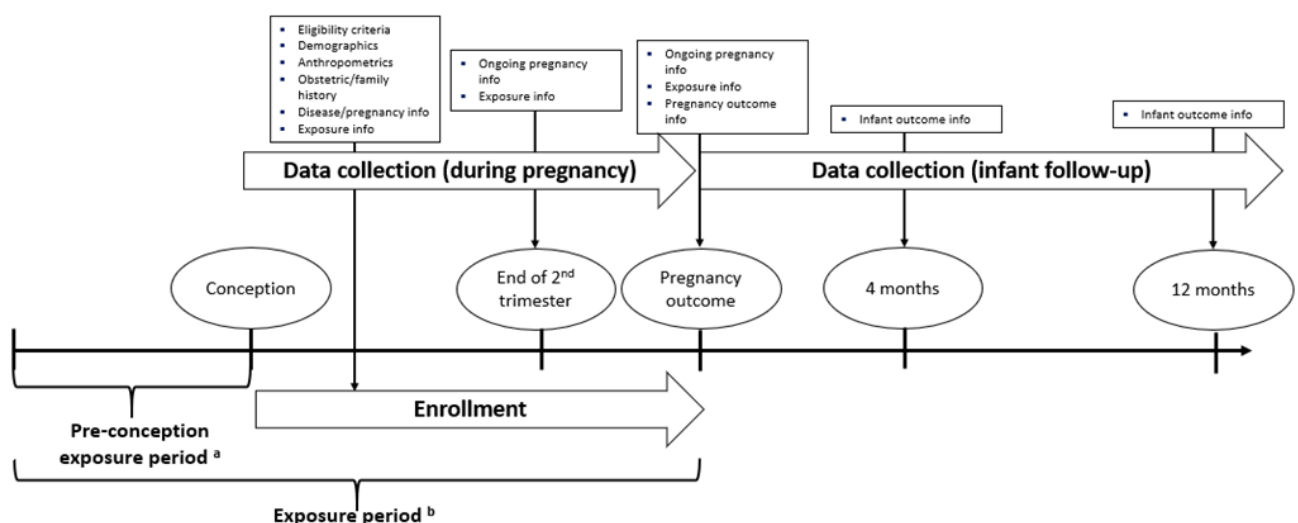 ▪ Eligibility criteria
▪ Demographics
▪ Anthropometrics
▪ Obstetric/family
history
▪ Disease/pregnancy info
▪ Exposure info
▪ Ongoing pregnancy
info
▪ Exposure info
▪ Ongoing pregnancy
info
▪ Exposure info
▪ Pregnancy outcome
info
▪ Infant outcome info
▪ Infant outcome info
Data collection (during pregnancy)
Data collection (infant follow-up)
Conception
End of 2nd
trimester
Pregnancy
outcome
4 months
12 months
Enrollment
Pre-conception
exposure period a
Exposure period b